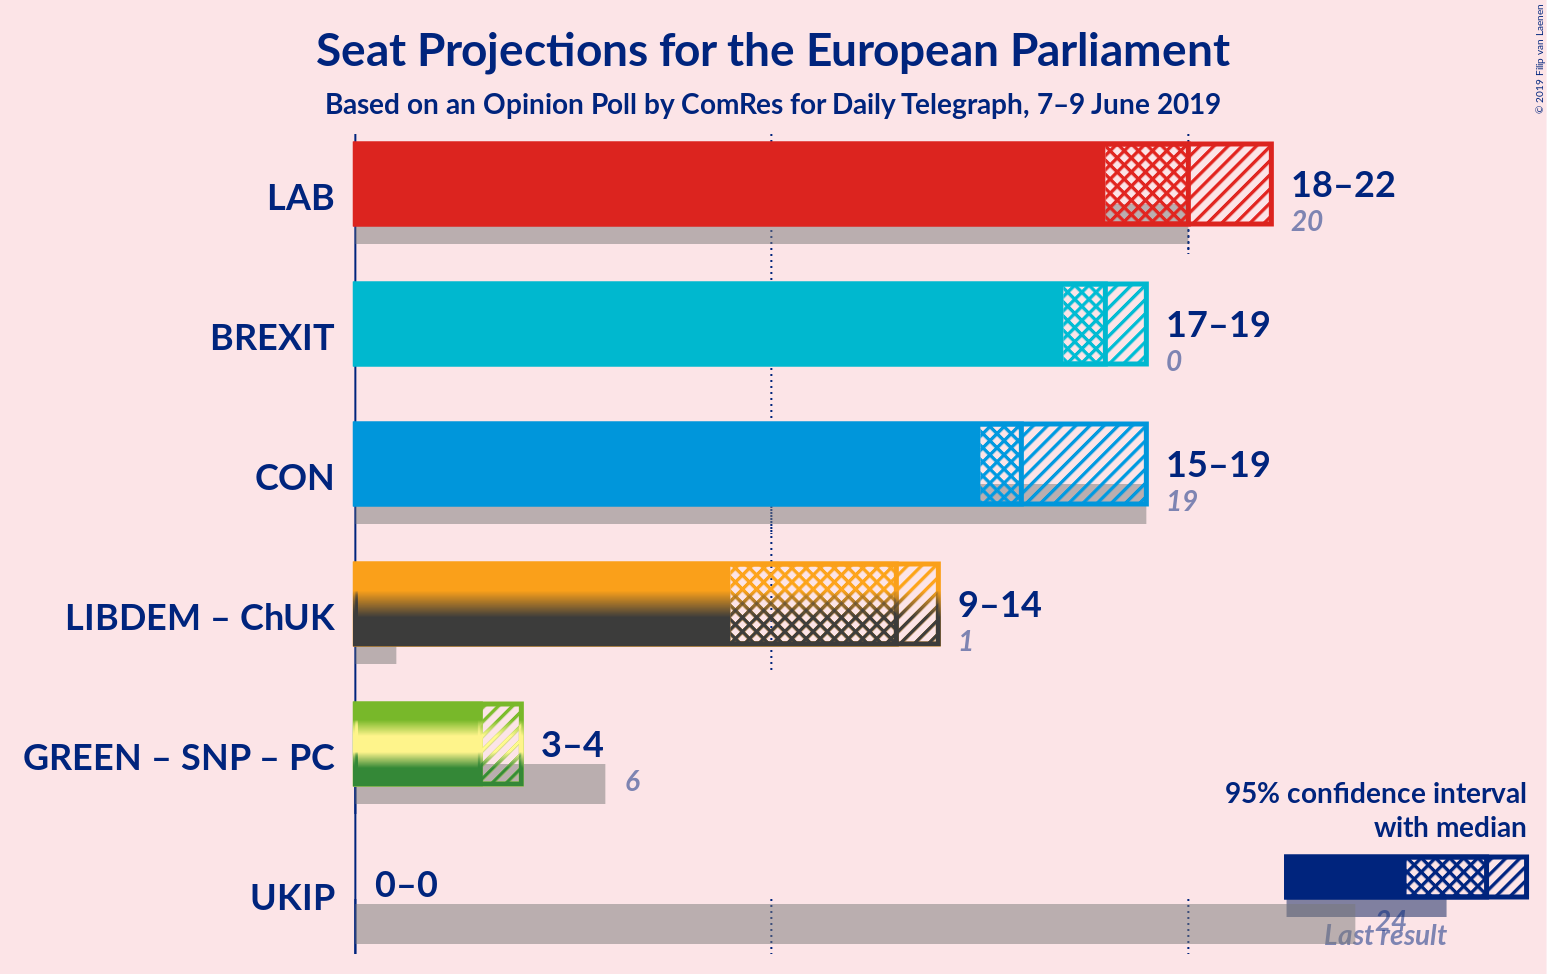 Seat Projections for the European Parliament
Based on an Opinion Poll by ComRes for Daily Telegraph, 7–9 June 2019
© 2019 Filip van Laenen
LAB
18–22
20
BREXIT
17–19
0
CON
15–19
19
LIBDEM – ChUK
9–14
1
GREEN – SNP – PC
3–4
6
UKIP
0–0
24
95% confidence interval
with median
Last result